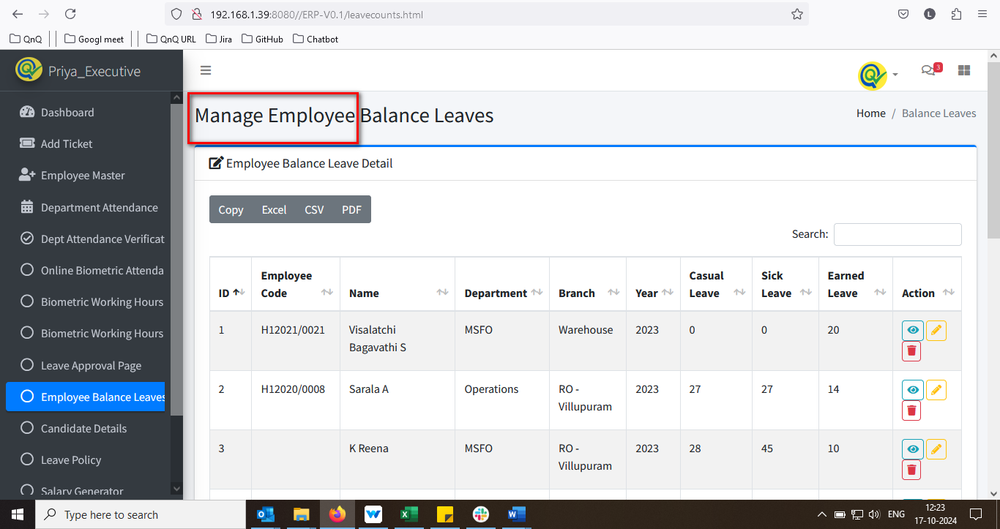 192.168.1.39:8080//ERP-V0.1/leavecounts.html
L
QnQ Googl meet QnQ URL Jira GitHub Chatbot
Priya_Executive
3
Dashboard
Add Ticket
Employee Master
Department Attendance
Dept Attendance Verificat
Online Biometric Attenda
Biometric Working Hours
Biometric Working Hours
Leave Approval Page
Employee Balance Leaves
Candidate Details
Leave Policy
Salary Generator
Manage Employee Balance Leaves
Home / Balance Leaves
Employee Balance Leave Detail
Copy Excel CSV PDF
Search:
ID Employee Code Name Department Branch Year Casual Leave Sick Leave Earned Leave Action
1 H12021/0021 Visalatchi Bagavathi S MSFO Warehouse 2023 0 0 20
2 H12020/0008 Sarala A Operations RO - Villupuram 2023 27 27 14
3 K Reena MSFO RO - Villupuram 2023 28 45 10
Type here to search
ENG
12:23
17-10-2024